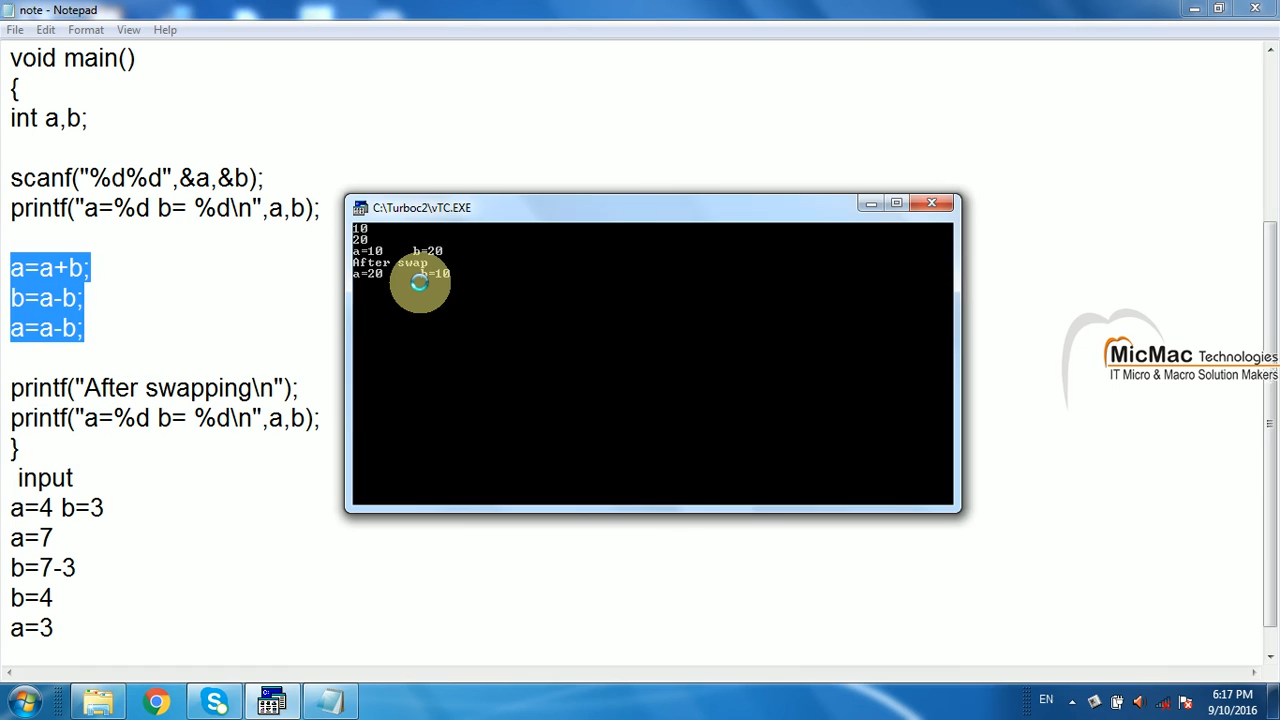 note - Notepad
File Edit Format View Help
void main()
{
int a,b;
scanf("%d%d",&a,&b);
printf("a=%d b= %d\n",a,b);
a=a+b;
b=a-b;
a=a-b;
printf("After swapping\n");
printf("a=%d b= %d\n",a,b);
}
input
a=4 b=3
a=7
b=7-3
b=4
a=3
C:\Turboc2\vTC.EXE
10
20
a=10 b=20
After swap
a=20 b=10
MicMac Technologies
IT Micro & Macro Solution Makers
EN
6:17 PM
9/10/2016